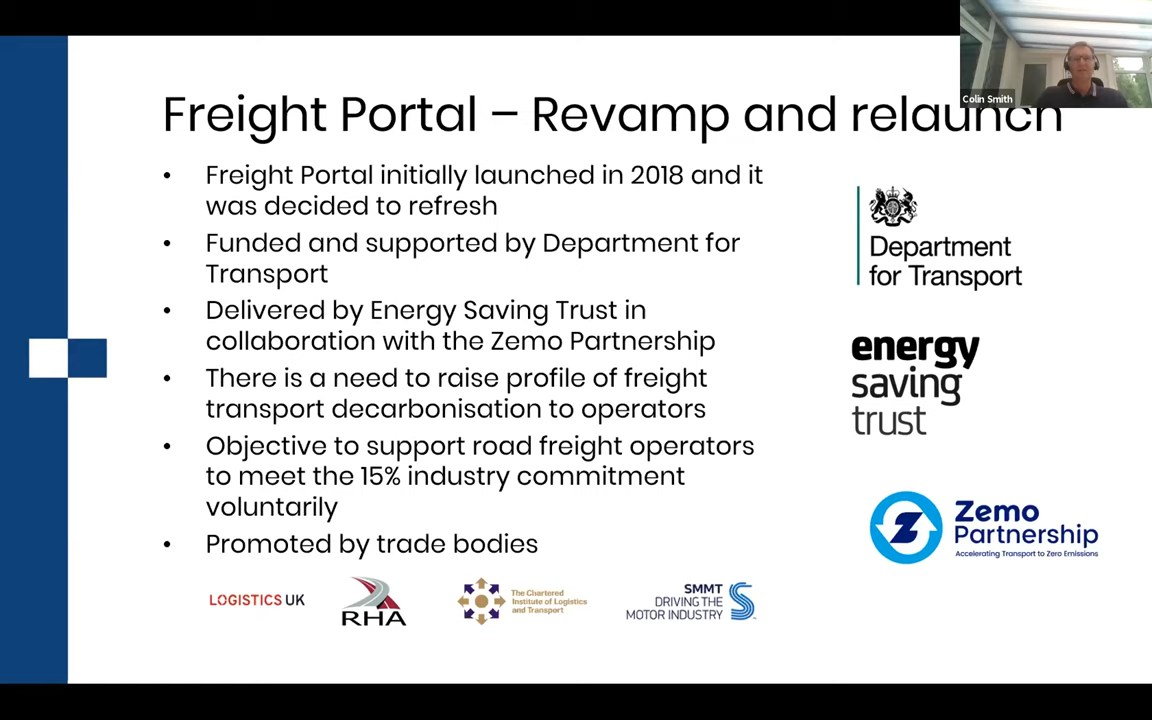 Colin Smith
Freight Portal – Revamp and relaunch
• Freight Portal initially launched in 2018 and it
was decided to refresh
• Funded and supported by Department for
Transport
• Delivered by Energy Saving Trust in
collaboration with the Zemo Partnership
• There is a need to raise profile of freight
transport decarbonisation to operators
• Objective to support road freight operators
to meet the 15% industry commitment
voluntarily
• Promoted by trade bodies
Department
for Transport
energy
saving
trust
Zemo
Partnership
Accelerating Transport to Zero Emissions
LOGISTICS UK
RHA
The Chartered
Institute of Logistics
and Transport
SMMT
DRIVING THE
MOTOR INDUSTRY